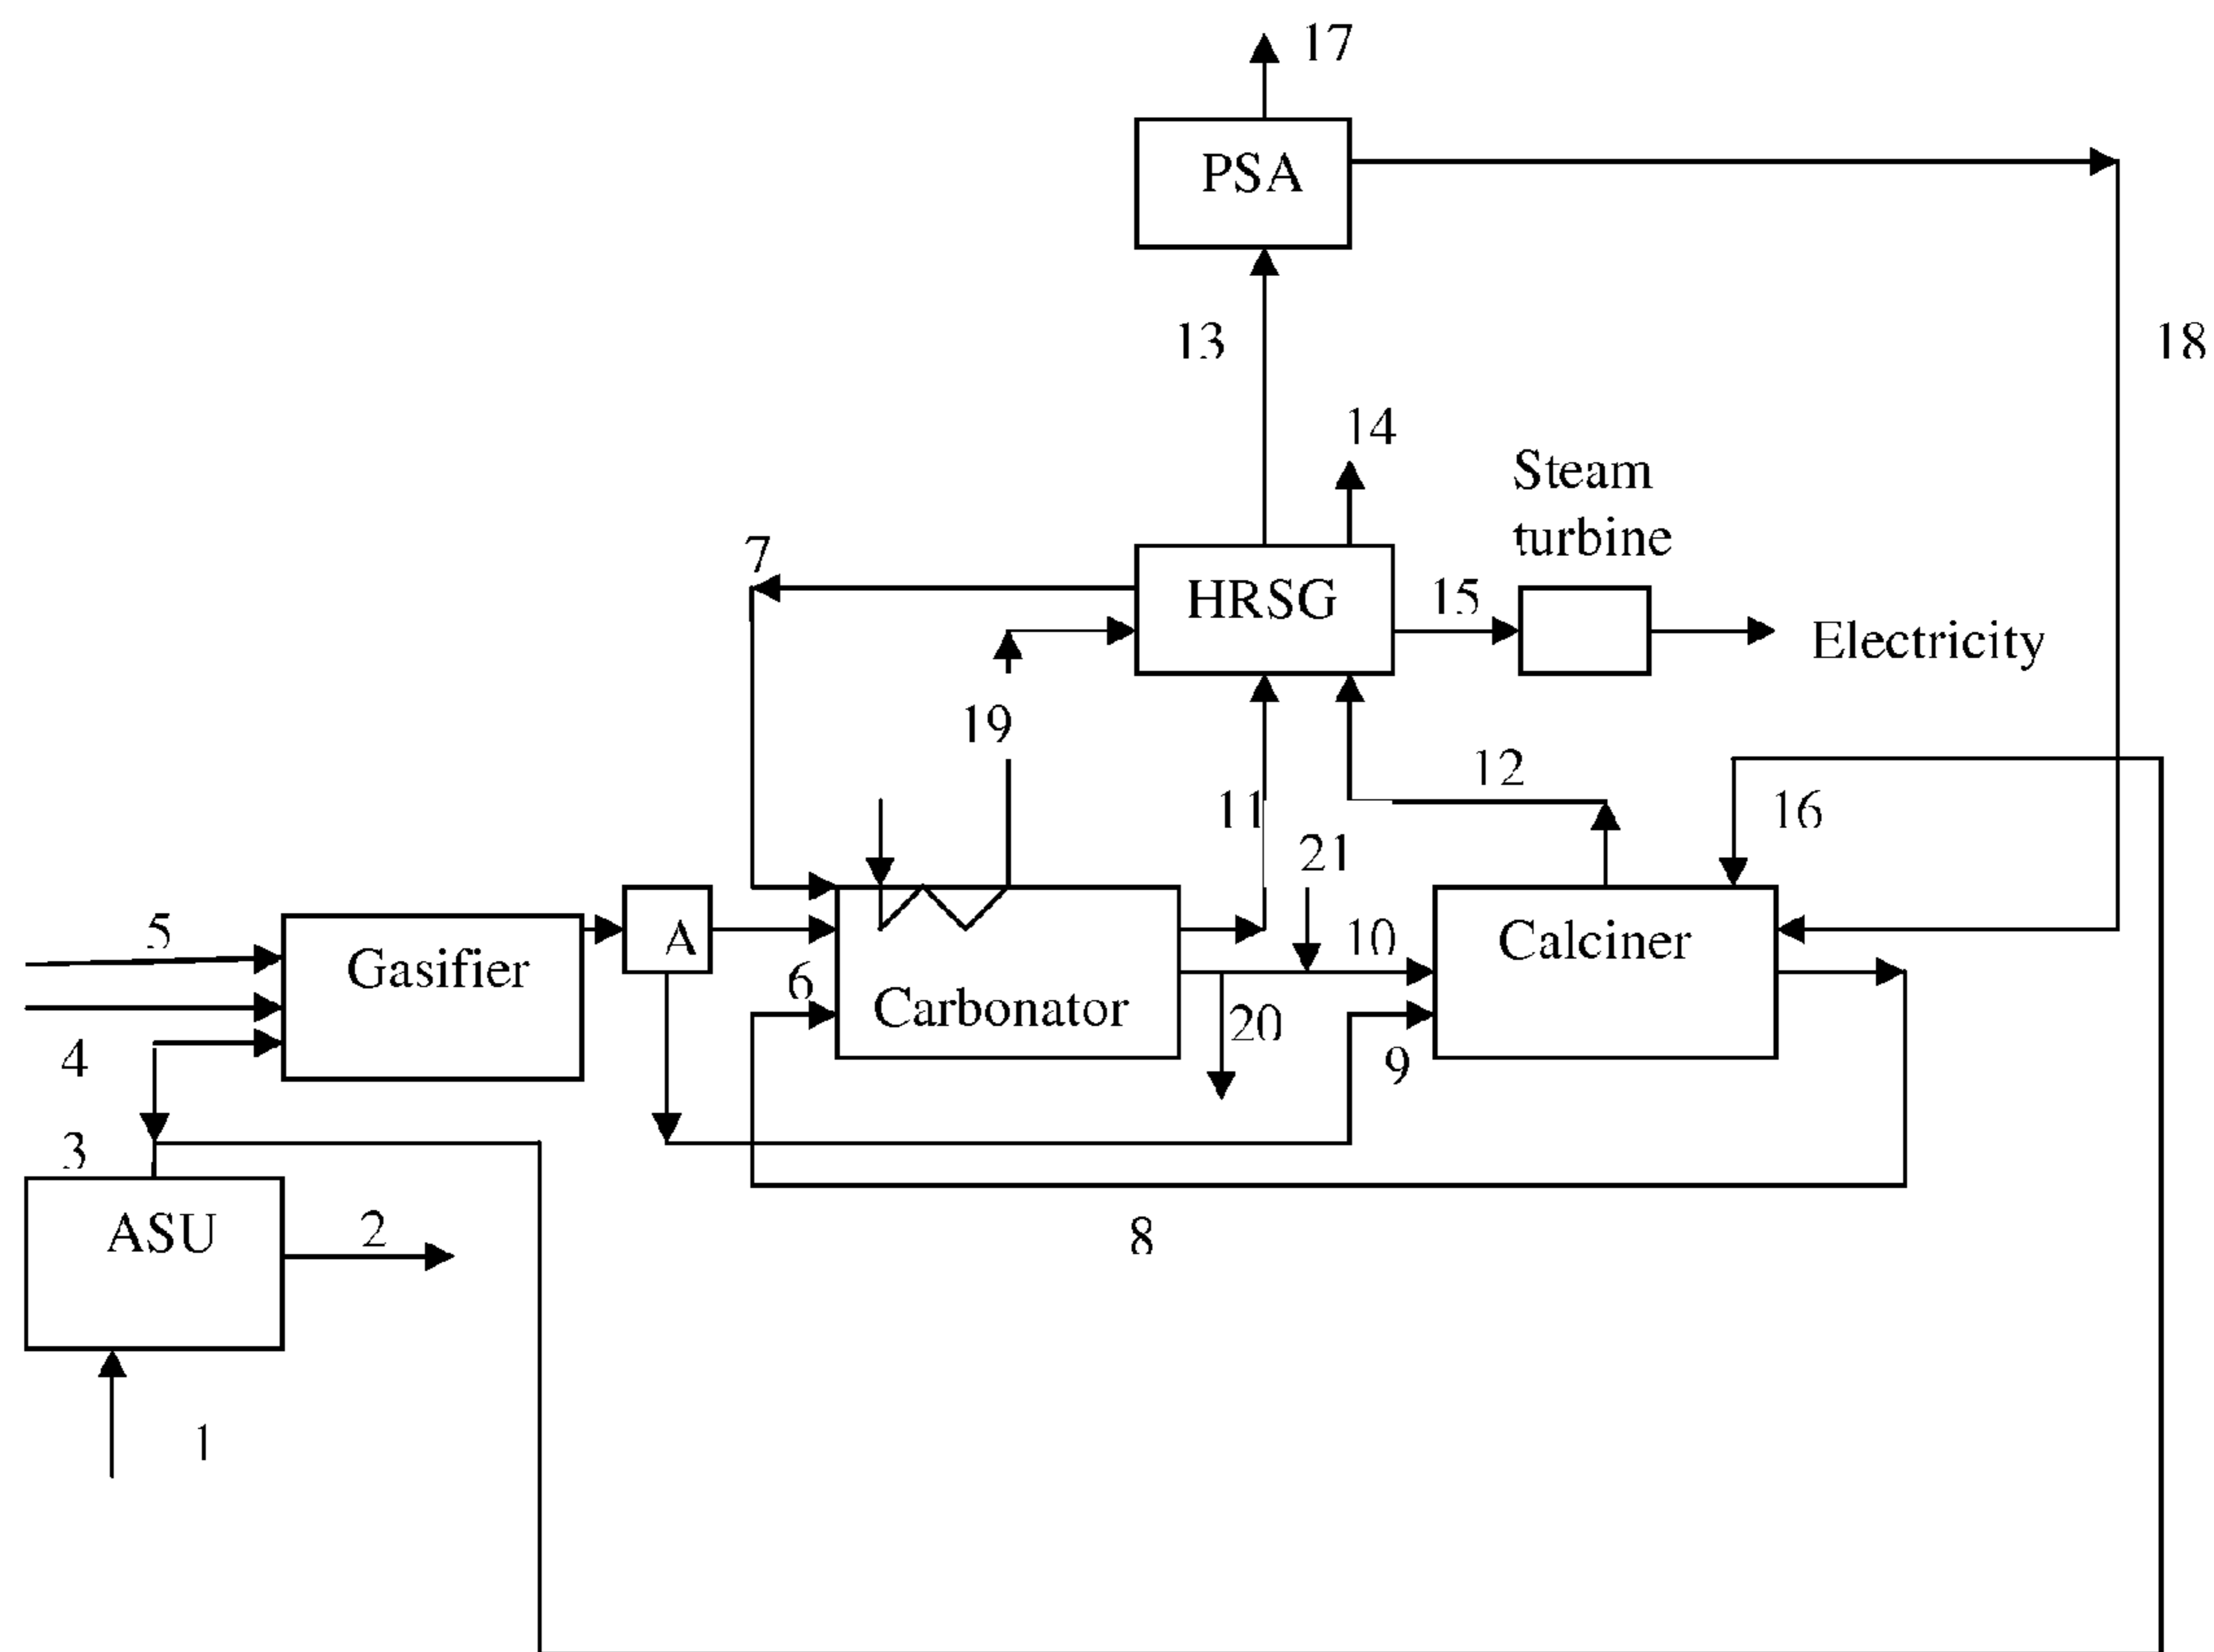 17
PSA
13
18
14
Steam
turbine
7
HRSG
15
Electricity
19
12
11
16
21
5
A
10
Gasifier
Calciner
6
Carbonator
20
4
9
3
ASU
2
8
1